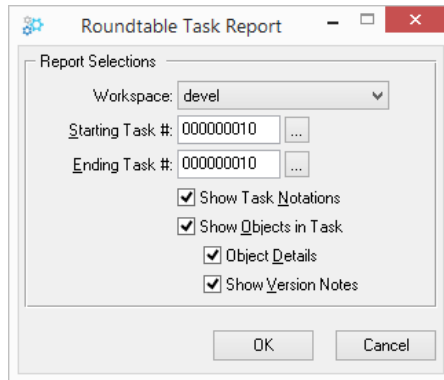 Roundtable Task Report
Report Selections
Workspace: devel
Starting Task #: 000000010 ...
Ending Task #: 000000010 ...
Show Task Notations
Show Objects in Task
Object Details
Show Version Notes
OK Cancel